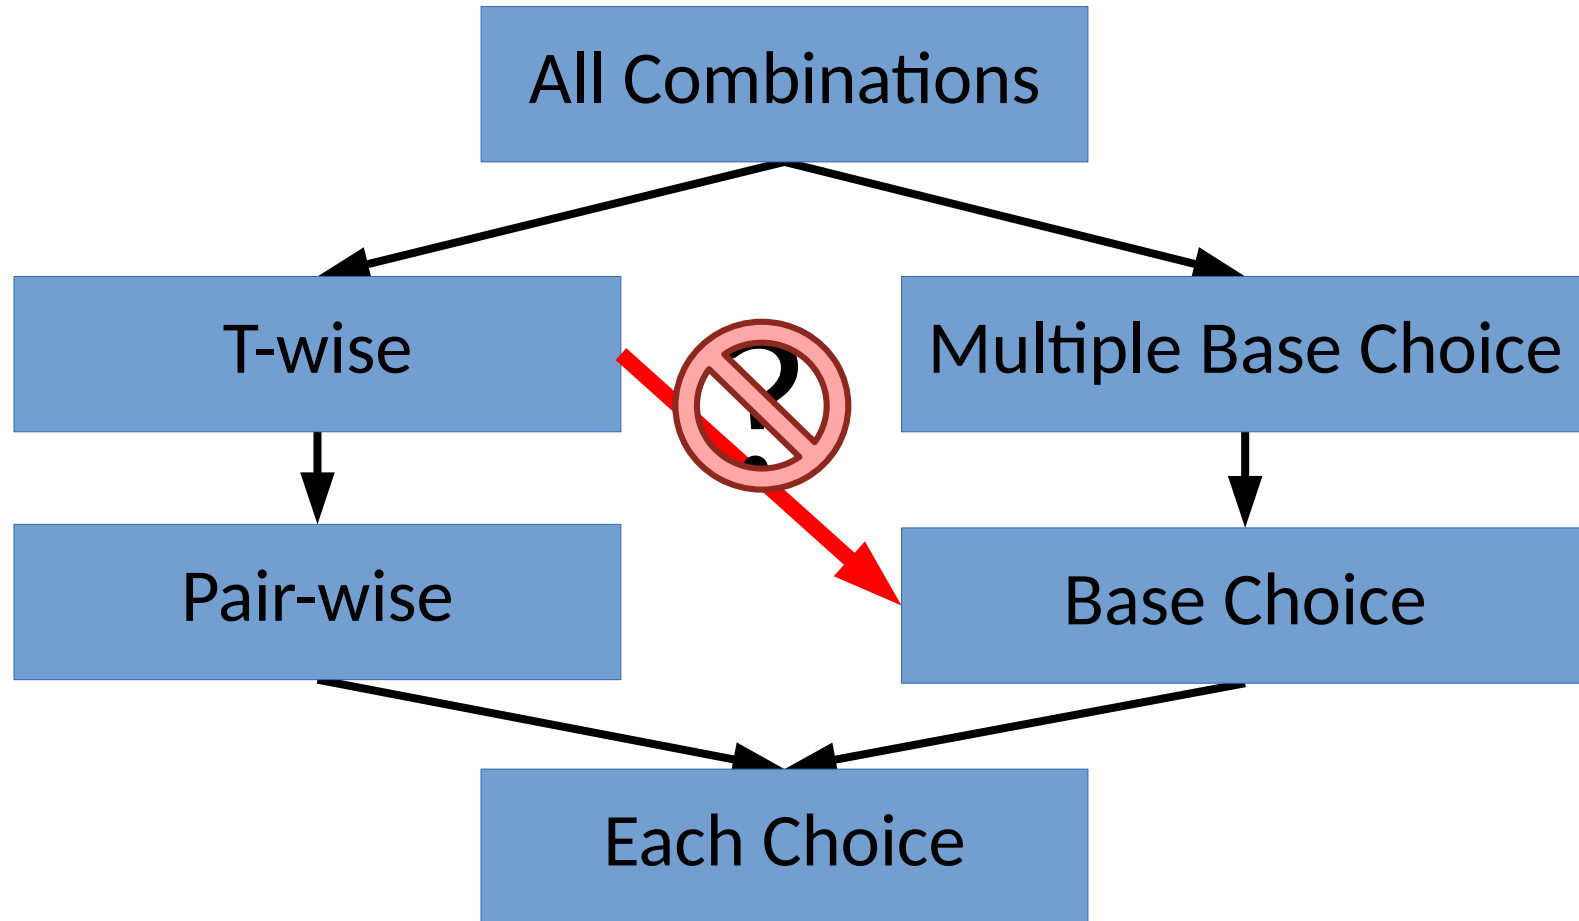 All Combinations
T-wise
?
Multiple Base Choice
Pair-wise
Base Choice
Each Choice